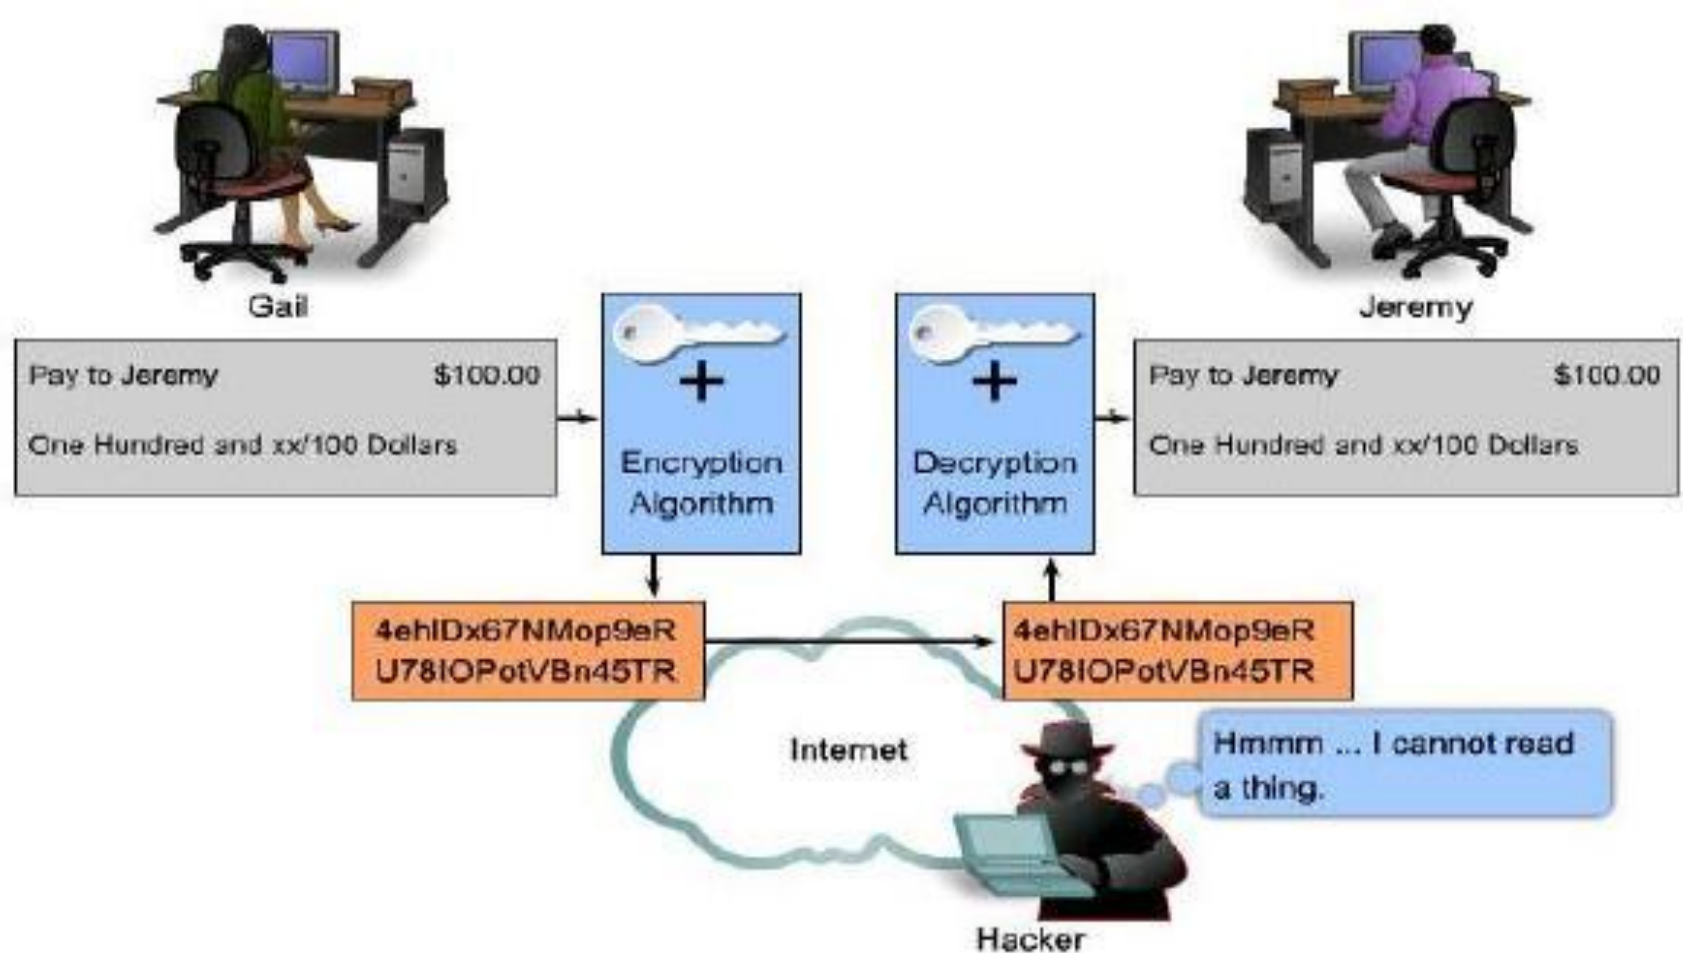 Gail
Jeremy
Pay to Jeremy $100.00
One Hundred and xx/100 Dollars
+
Encryption
Algorithm
+
Decryption
Algorithm
Pay to Jeremy $100.00
One Hundred and xx/100 Dollars
4ehIDx67NMop9eR
U78IOPotVBn45TR
4ehIDx67NMop9eR
U78IOPotVBn45TR
Internet
Hmmm ... I cannot read
a thing.
Hacker